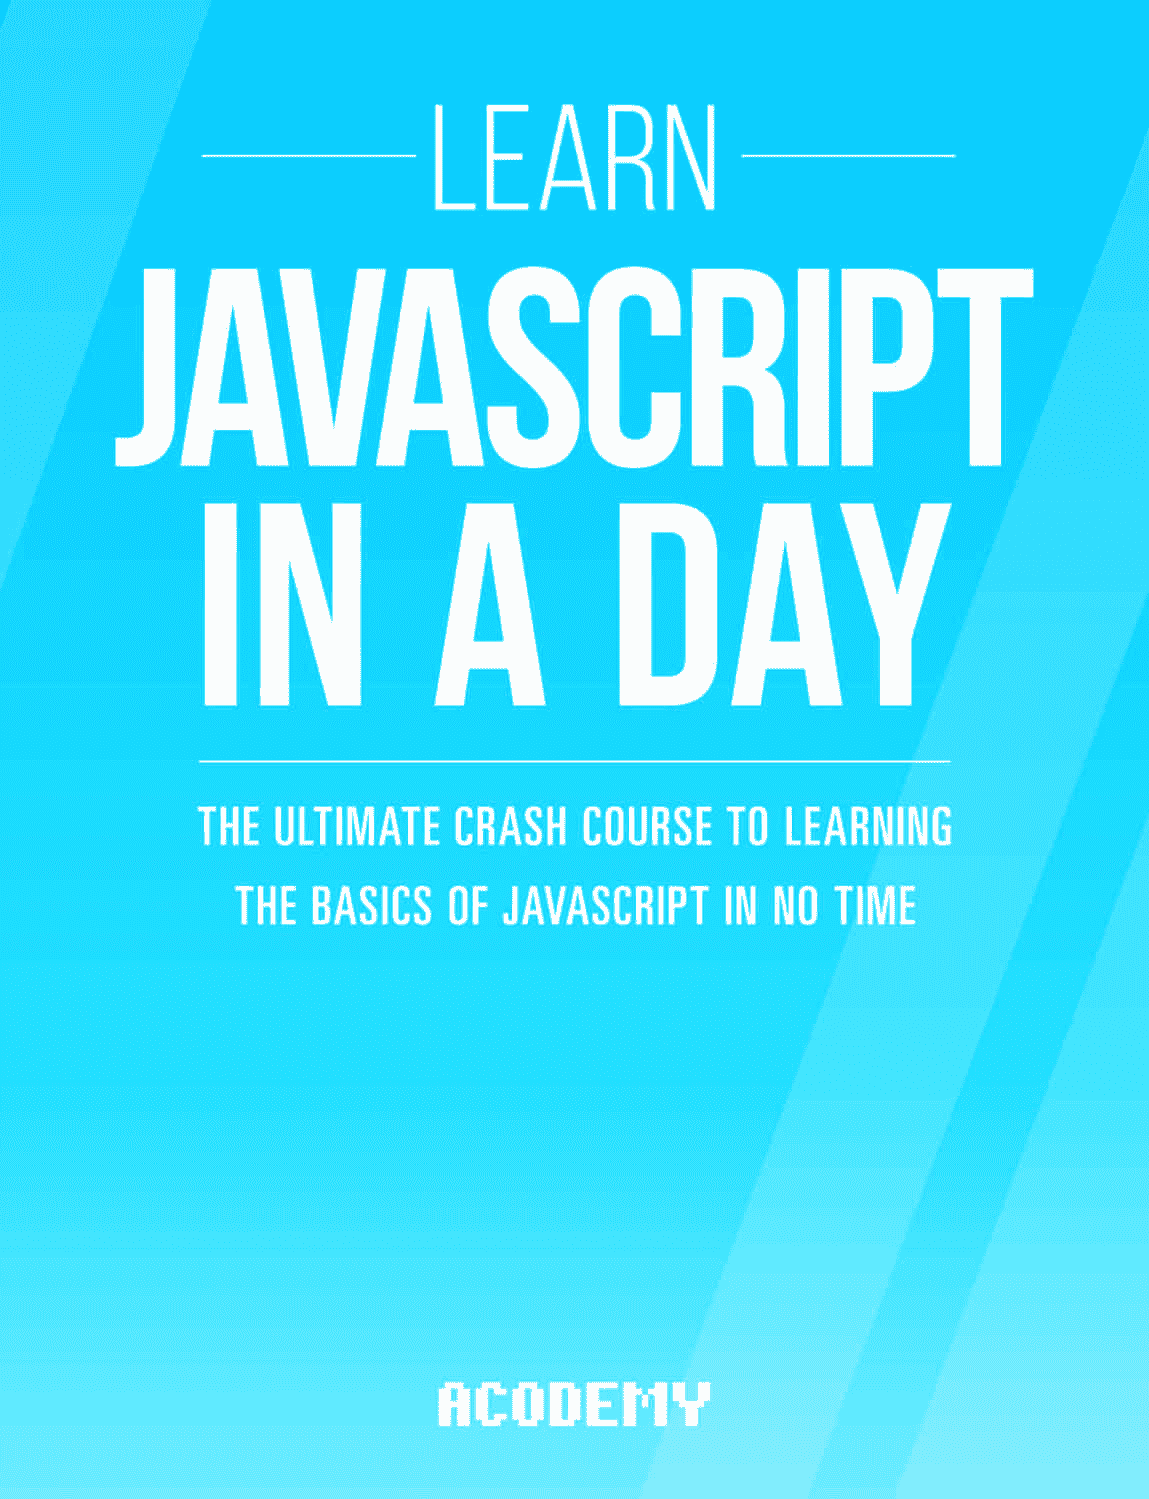 LEARN
JAVASCRIPT
IN A DAY
THE ULTIMATE CRASH COURSE TO LEARNING
THE BASICS OF JAVASCRIPT IN NO TIME
ACODEMY